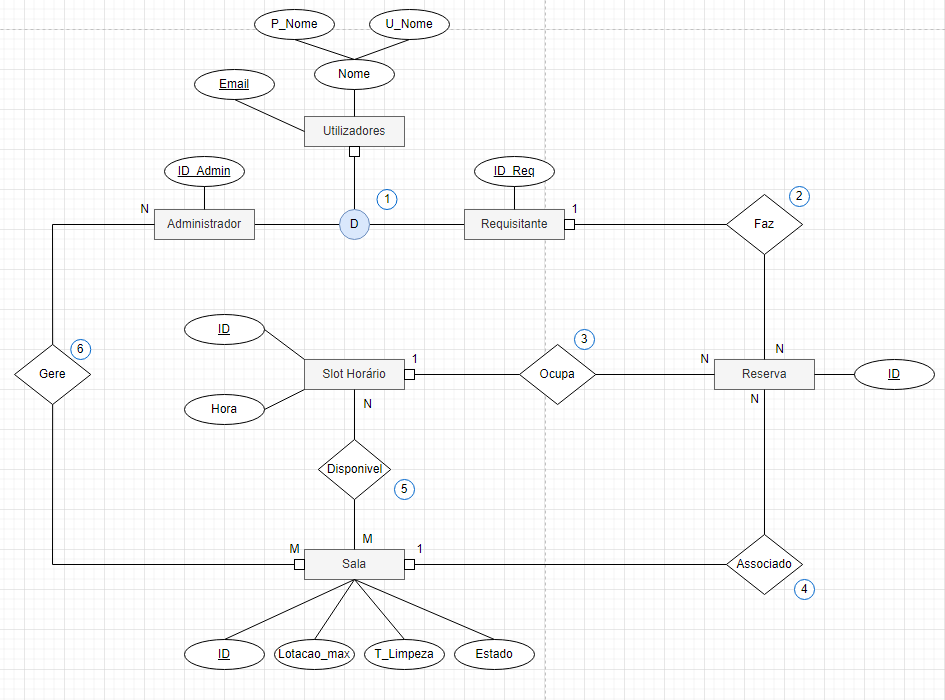 P_Nome
U_Nome
Nome
Email
Utilizadores
ID_Admin
ID_Req
1
2
N
Administrador
D
Requisitante
1
Faz
6
Gere
ID
3
N
1
Slot Horário
Ocupa
N
Reserva
ID
Hora
N
N
Disponivel
5
M
M
1
Sala
Associado
4
ID
Lotacao_max
T_Limpeza
Estado